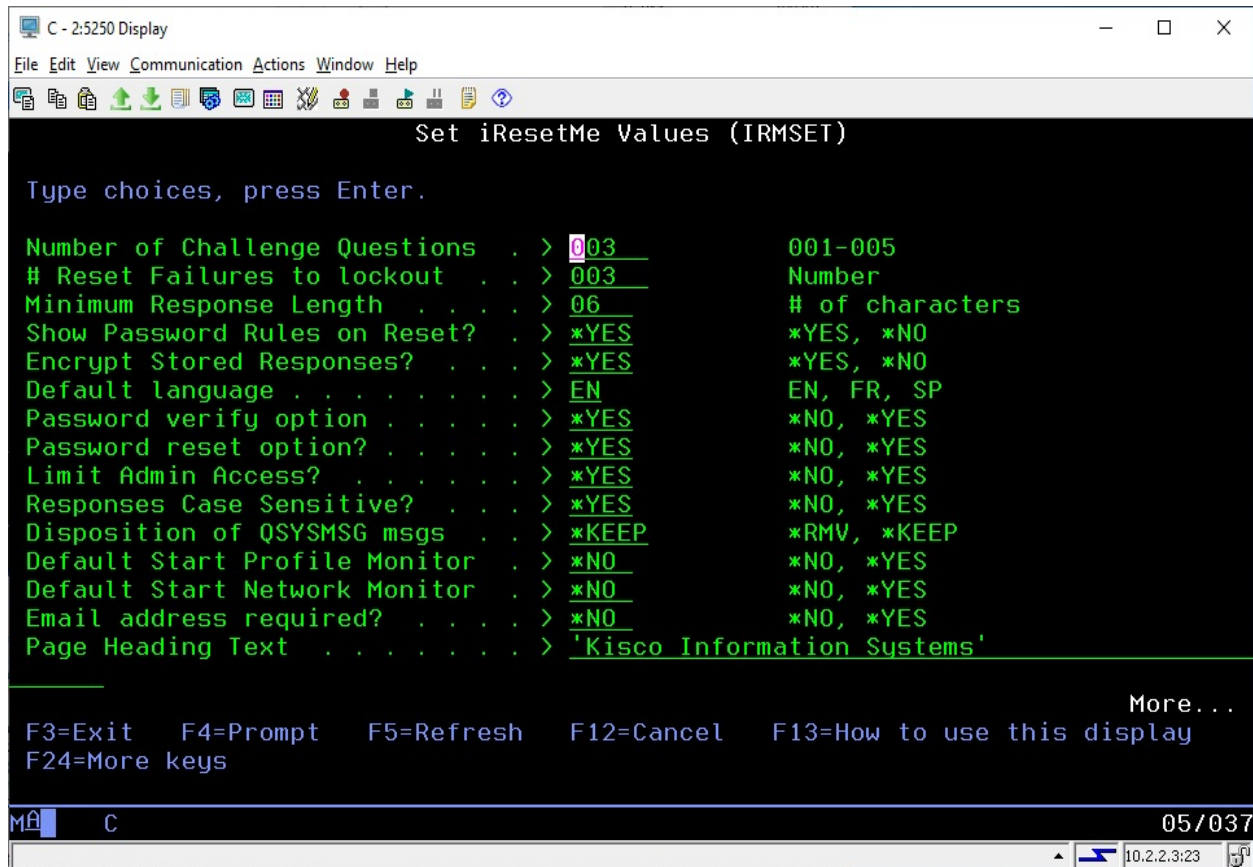 C - 2:5250 Display
File Edit View Communication Actions Window Help
Set iResetMe Values (IRMSET)
Type choices, press Enter.
Number of Challenge Questions . > 003 001-005
# Reset Failures to lockout . . > 003 Number
Minimum Response Length . . . . > 06 # of characters
Show Password Rules on Reset? . > *YES *YES, *NO
Encrypt Stored Responses? . . . > *YES *YES, *NO
Default language . . . . . . . > EN EN, FR, SP
Password verify option . . . . . > *YES *NO, *YES
Password reset option? . . . . . > *YES *NO, *YES
Limit Admin Access? . . . . . . > *YES *NO, *YES
Responses Case Sensitive? . . . > *YES *NO, *YES
Disposition of QSYSMSG msgs . . > *KEEP *RMV, *KEEP
Default Start Profile Monitor . > *NO *NO, *YES
Default Start Network Monitor . > *NO *NO, *YES
Email address required? . . . . > *NO *NO, *YES
Page Heading Text . . . . . . . > 'Kisco Information Systems'
More...
F3=Exit F4=Prompt F5=Refresh F12=Cancel F13=How to use this display
F24=More keys
MA C 05/037
10.2.2.3:23